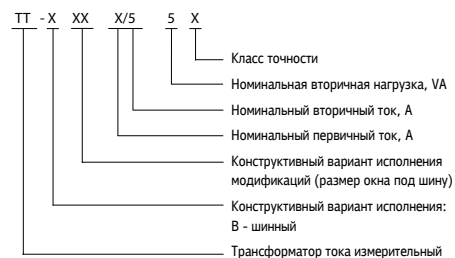 ТТ - Х ХХ Х/5 5 Х
Класс точности
Номинальная вторичная нагрузка, VA
Номинальный вторичный ток, А
Номинальный первичный ток, А
Конструктивный вариант исполнения
модификаций (размер окна под шину)
Конструктивный вариант исполнения:
В - шинный
Трансформатор тока измерительный